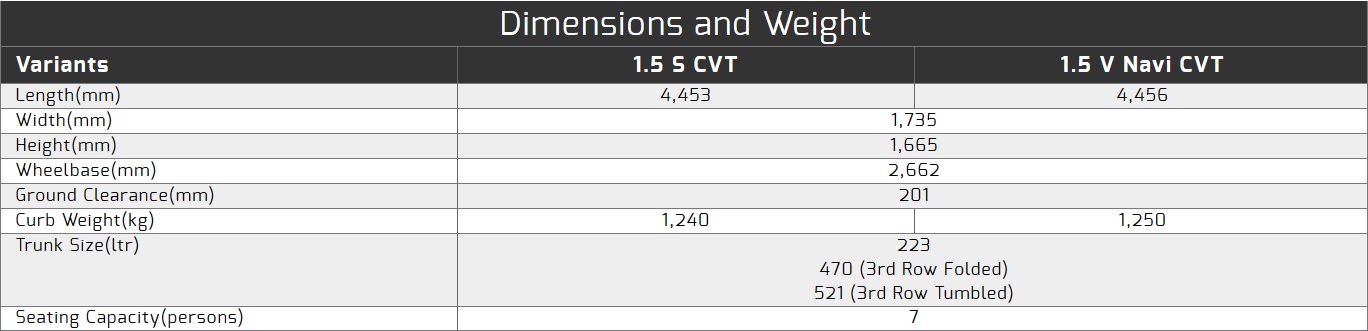 Dimensions and Weight
Variants 1.5 S CVT 1.5 V Navi CVT
Length(mm) 4,453 4,456
Width(mm) 1,735
Height(mm) 1,665
Wheelbase(mm) 2,662
Ground Clearance(mm) 201
Curb Weight(kg) 1,240 1,250
Trunk Size(ltr) 223
470 (3rd Row Folded)
521 (3rd Row Tumbled)
Seating Capacity(persons) 7